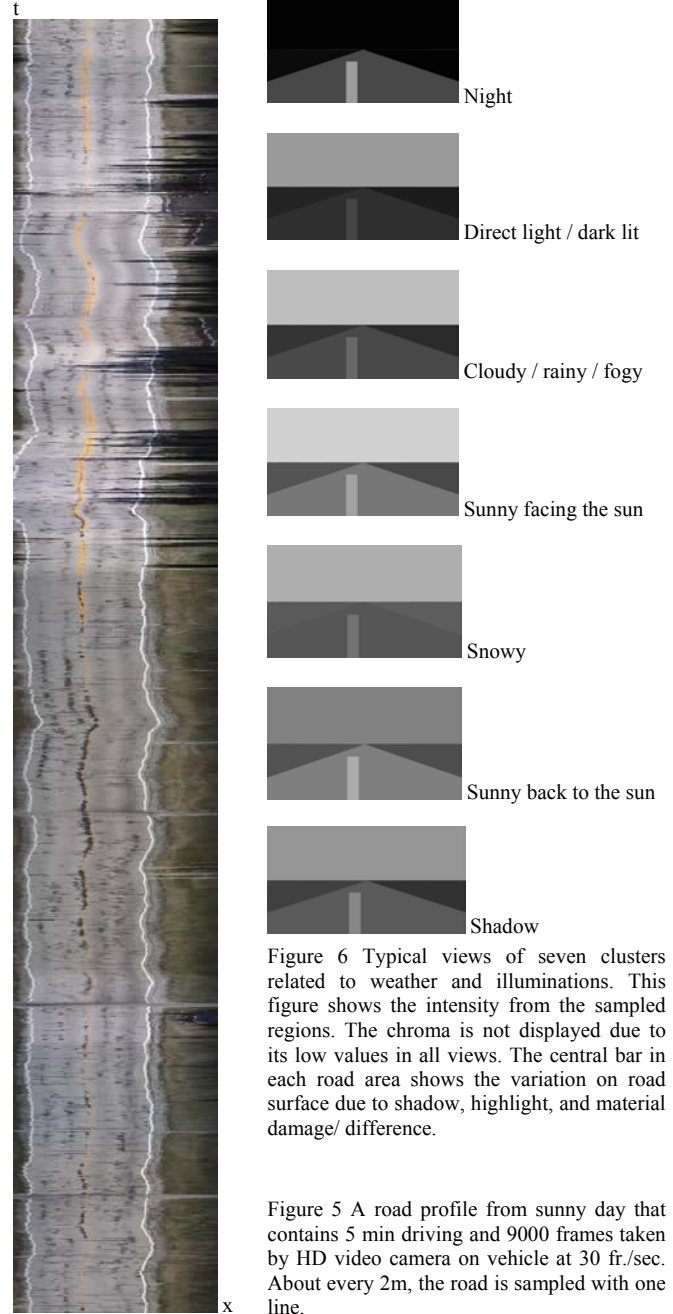 t
Night
Direct light / dark lit
Cloudy / rainy / fogy
Sunny facing the sun
Snowy
Sunny back to the sun
Shadow
Figure 6 Typical views of seven clusters
related to weather and illuminations. This
figure shows the intensity from the sampled
regions. The chroma is not displayed due to
its low values in all views. The central bar in
each road area shows the variation on road
surface due to shadow, highlight, and material
damage/ difference.
Figure 5 A road profile from sunny day that
contains 5 min driving and 9000 frames taken
by HD video camera on vehicle at 30 fr./sec.
About every 2m, the road is sampled with one
line.
x